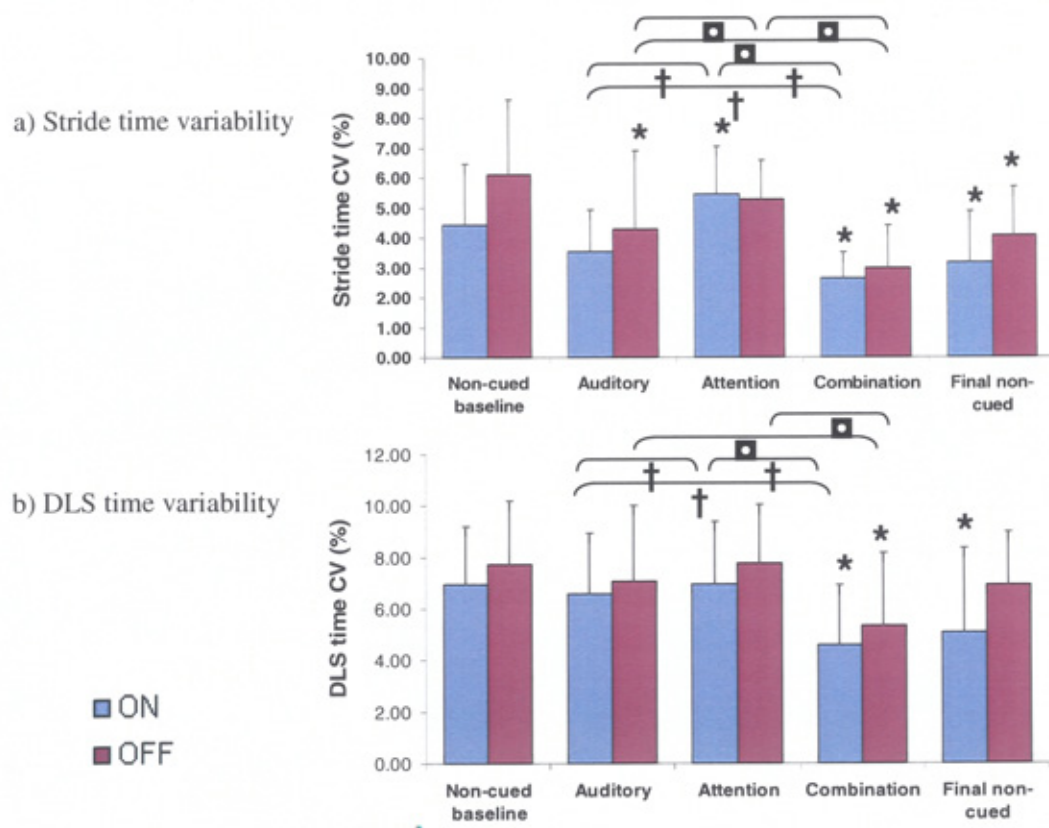 a) Stride time variability
Stride time CV (%)
10.00
9.00
8.00
7.00
6.00
5.00
4.00
3.00
2.00
1.00
0.00
† † †
* * * * * *
Non-cued baseline
Auditory
Attention
Combination
Final non-cued
b) DLS time variability
DLS time CV (%)
12.00
10.00
8.00
6.00
4.00
2.00
0.00
† † †
* * *
ON
OFF
Non-cued baseline
Auditory
Attention
Combination
Final non-cued